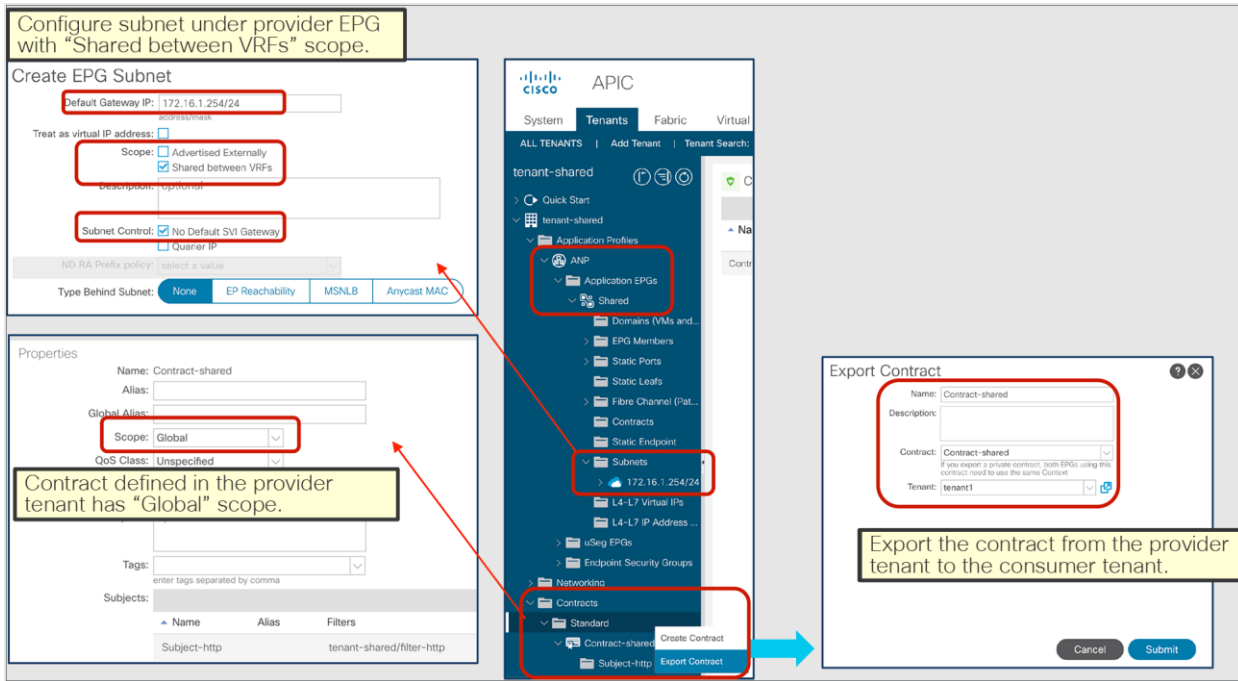 Configure subnet under provider EPG
with “Shared between VRFs” scope.
Create EPG Subnet
Default Gateway IP: 172.16.1.254/24
address/mask
Treat as virtual IP address:
Scope: Advertised Externally
Shared between VRFs
Description: optional
Subnet Control: No Default SVI Gateway
Querier IP
ND RA Prefix policy: select a value
Type Behind Subnet: None EP Reachability MSNLB Anycast MAC
Properties
Name: Contract-shared
Alias:
Global Alias:
Scope: Global
QoS Class: Unspecified
Contract defined in the provider
tenant has “Global” scope.
Tags:
enter tags separated by comma
Subjects:
Name Alias Filters
Subject-http tenant-shared/filter-http
CISCO APIC
System Tenants Fabric Virtual
ALL TENANTS | Add Tenant | Tenant Search:
tenant-shared
Quick Start
tenant-shared
Application Profiles
ANP
Application EPGs
Shared
Domains (VMs and...
EPG Members
Static Ports
Static Leafs
Fibre Channel (Pat...
Contracts
Static Endpoint
Subnets
172.16.1.254/24
L4-L7 Virtual IPs
L4-L7 IP Address ...
uSeg EPGs
Endpoint Security Groups
Networking
Contracts
Standard
Contract-shared
Subject-http
Create Contract
Export Contract
C
Na
Contr
Export Contract
Name: Contract-shared
Description:
Contract: Contract-shared
If you export a private contract, both EPGs using this
contract need to use the same Context
Tenant: tenant1
Export the contract from the provider
tenant to the consumer tenant.
Cancel Submit